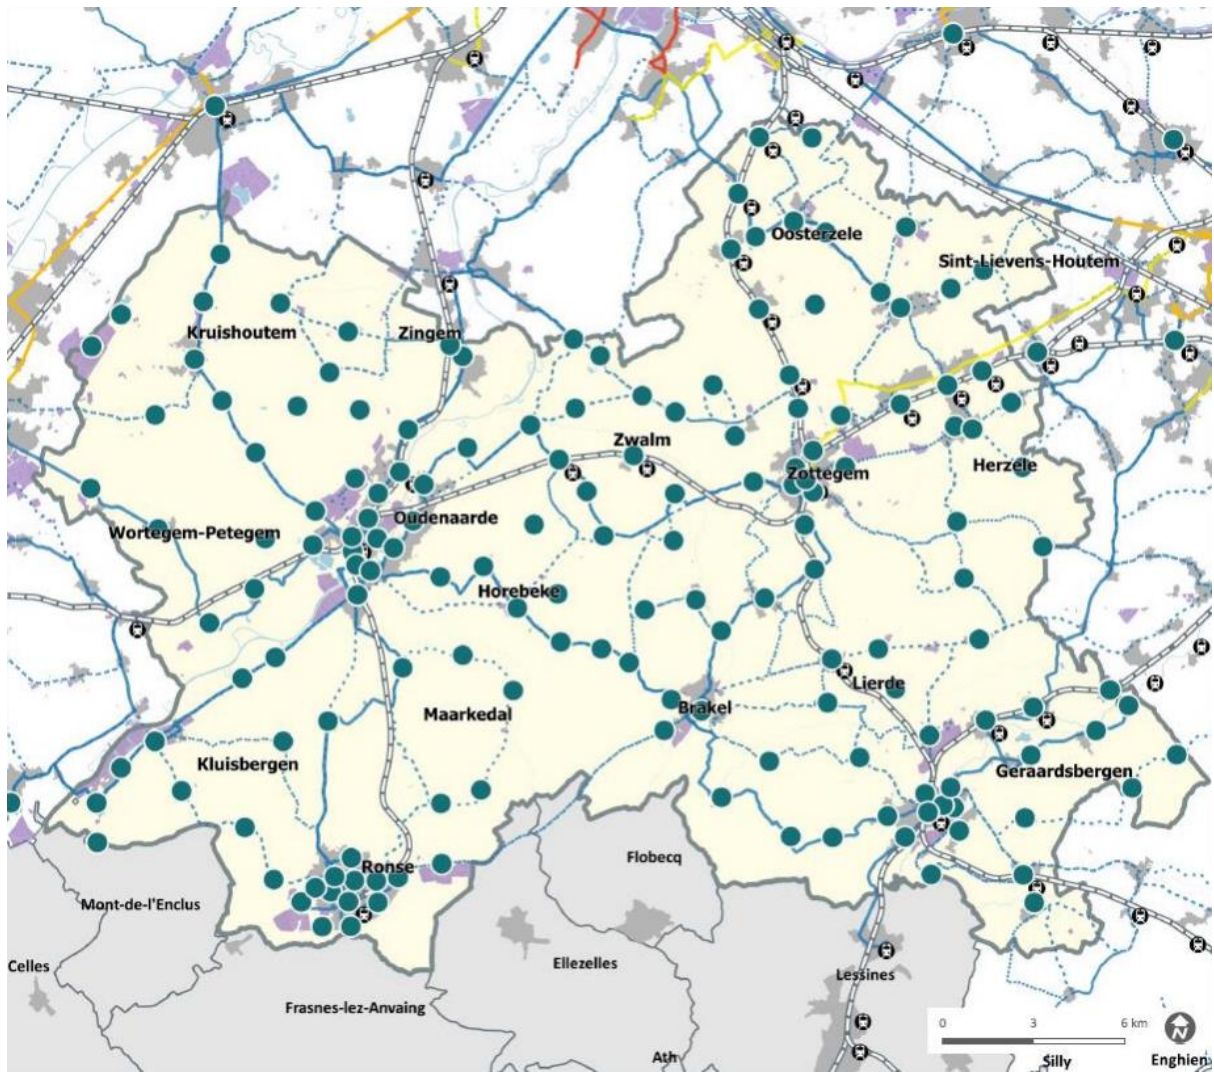 Oosterzele
Sint-Lievens-Houtem
Kruishoutem
Zingem
Zwalm
Zottegem
Herzele
Oudenaarde
Wortegem-Petegem
Horebeke
Lierde
Brakel
Maarkedal
Kluisbergen
Geraardsbergen
Ronse
Flobecq
Mont-de-l'Enclus
Celles
Ellezelles
Lessines
Frasnes-lez-Anvaing
0 3 6 km
N
Ath
Silly
Enghien